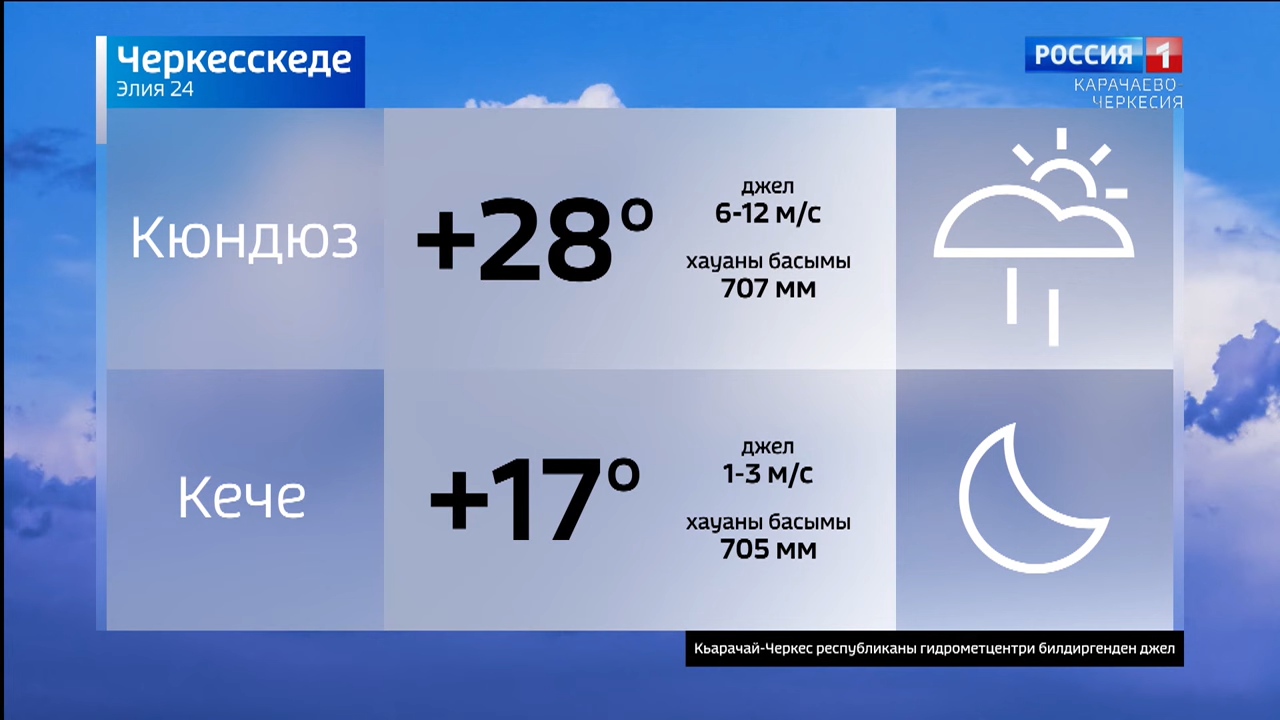 Черкесскеде
Элия 24
РОССИЯ 1
КАРАЧАЕВО-
ЧЕРКЕСИЯ
Кюндюз
+28°
джел
6-12 м/с
хауаны басымы
707 мм
Кече
+17°
джел
1-3 м/с
хауаны басымы
705 мм
Кьарачай-Черкес республиканы гидрометцентри билдиргенден джел